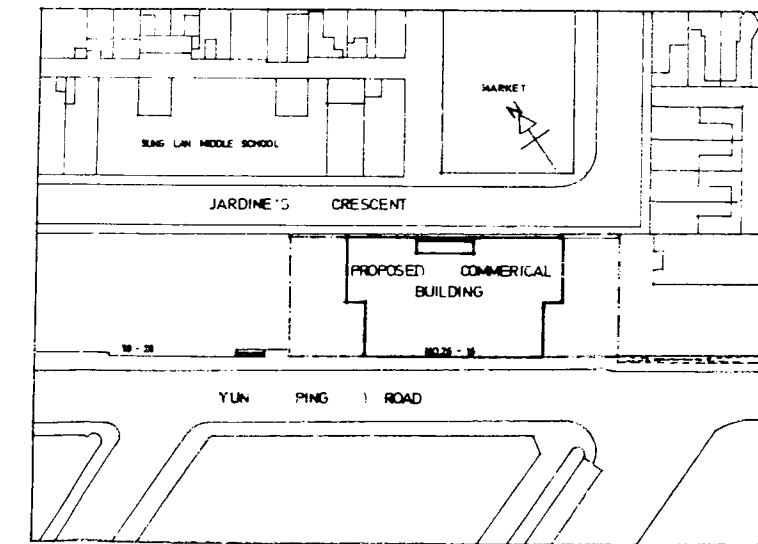 MARKET
N
SUNG LAN MIDDLE SCHOOL
JARDINE'S CRESCENT
PROPOSED COMMERICAL
BUILDING
YUN PING ROAD